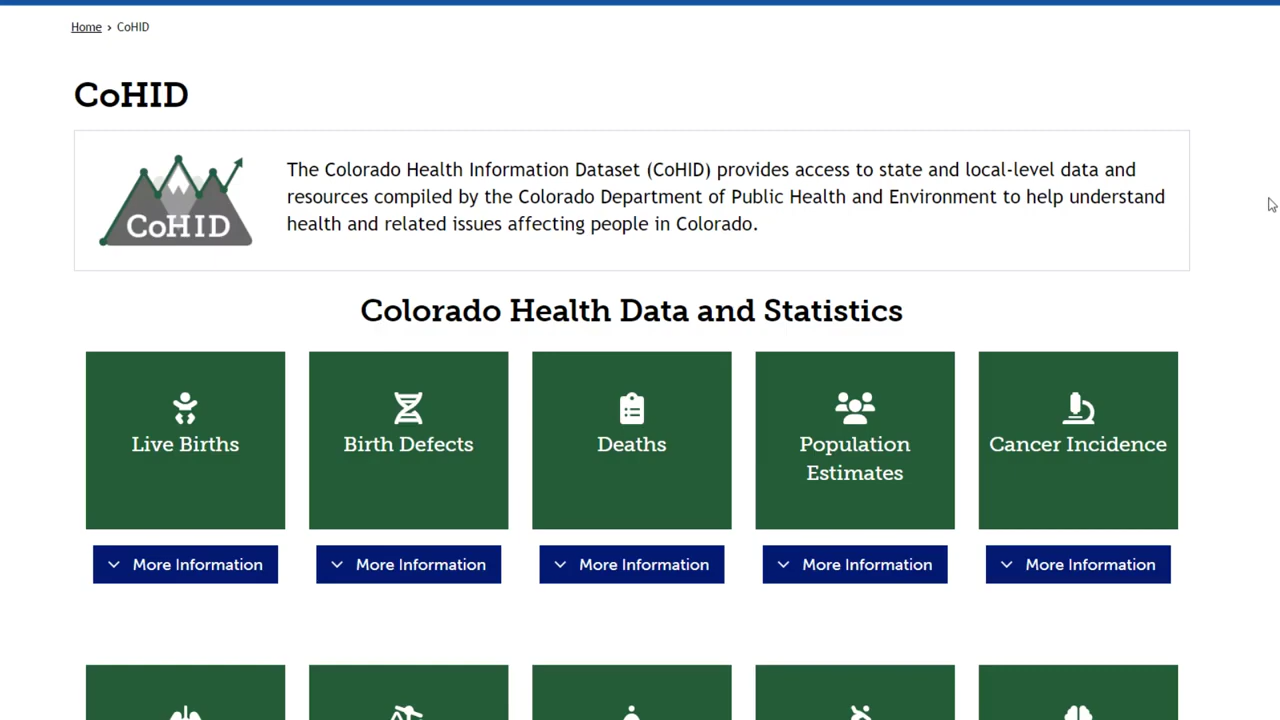 Home › CoHID
CoHID
CoHID
The Colorado Health Information Dataset (CoHID) provides access to state and local-level data and
resources compiled by the Colorado Department of Public Health and Environment to help understand
health and related issues affecting people in Colorado.
Colorado Health Data and Statistics
Live Births
Birth Defects
Deaths
Population
Estimates
Cancer Incidence
More Information
More Information
More Information
More Information
More Information